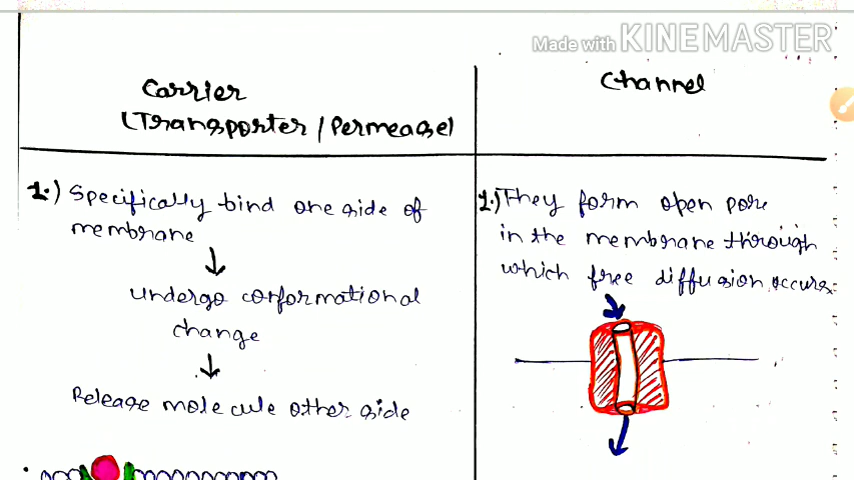 Made with KINEMASTER
Carrier
(Transporter / Permease)
Channel
1.) Specifically bind one side of
membrane
undergo conformational
change
Release molecule other side
1.) They form open pore
in the membrane through
which free diffusion occurs.